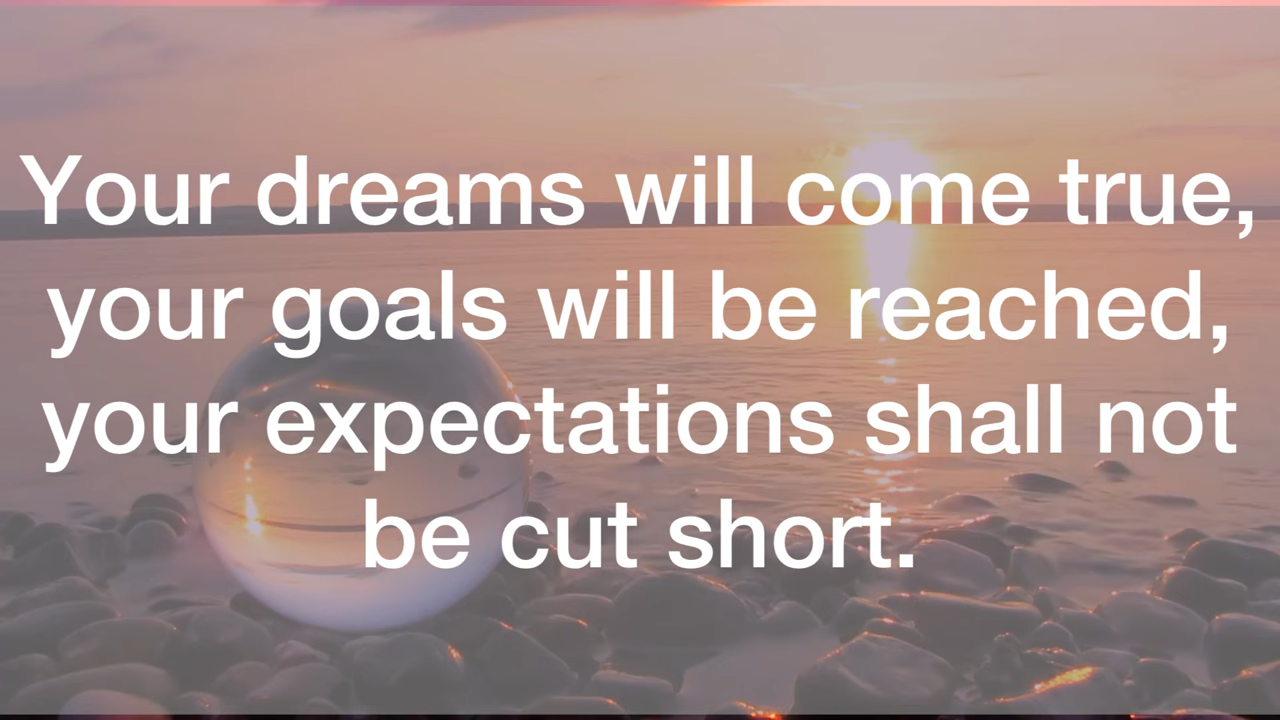 Your dreams will come true,
your goals will be reached,
your expectations shall not
be cut short.